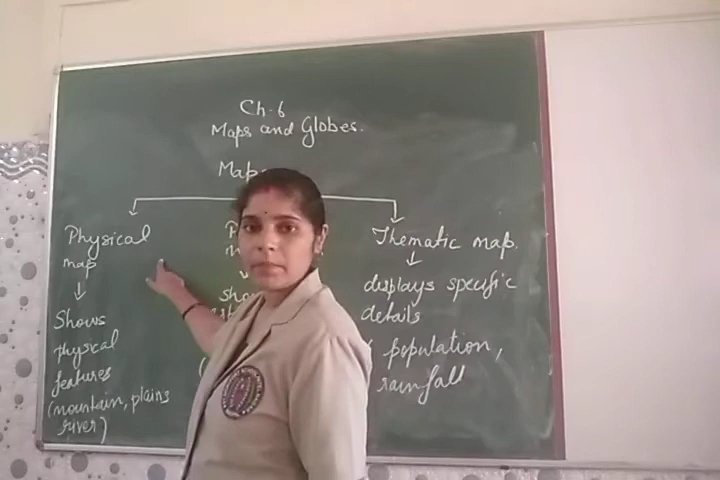 Ch-6
Maps and Globes.
Map
Physical
map
Shows
physical
features
(mountain, plains
river)
Thematic map.
displays specific
details
population,
rainfall